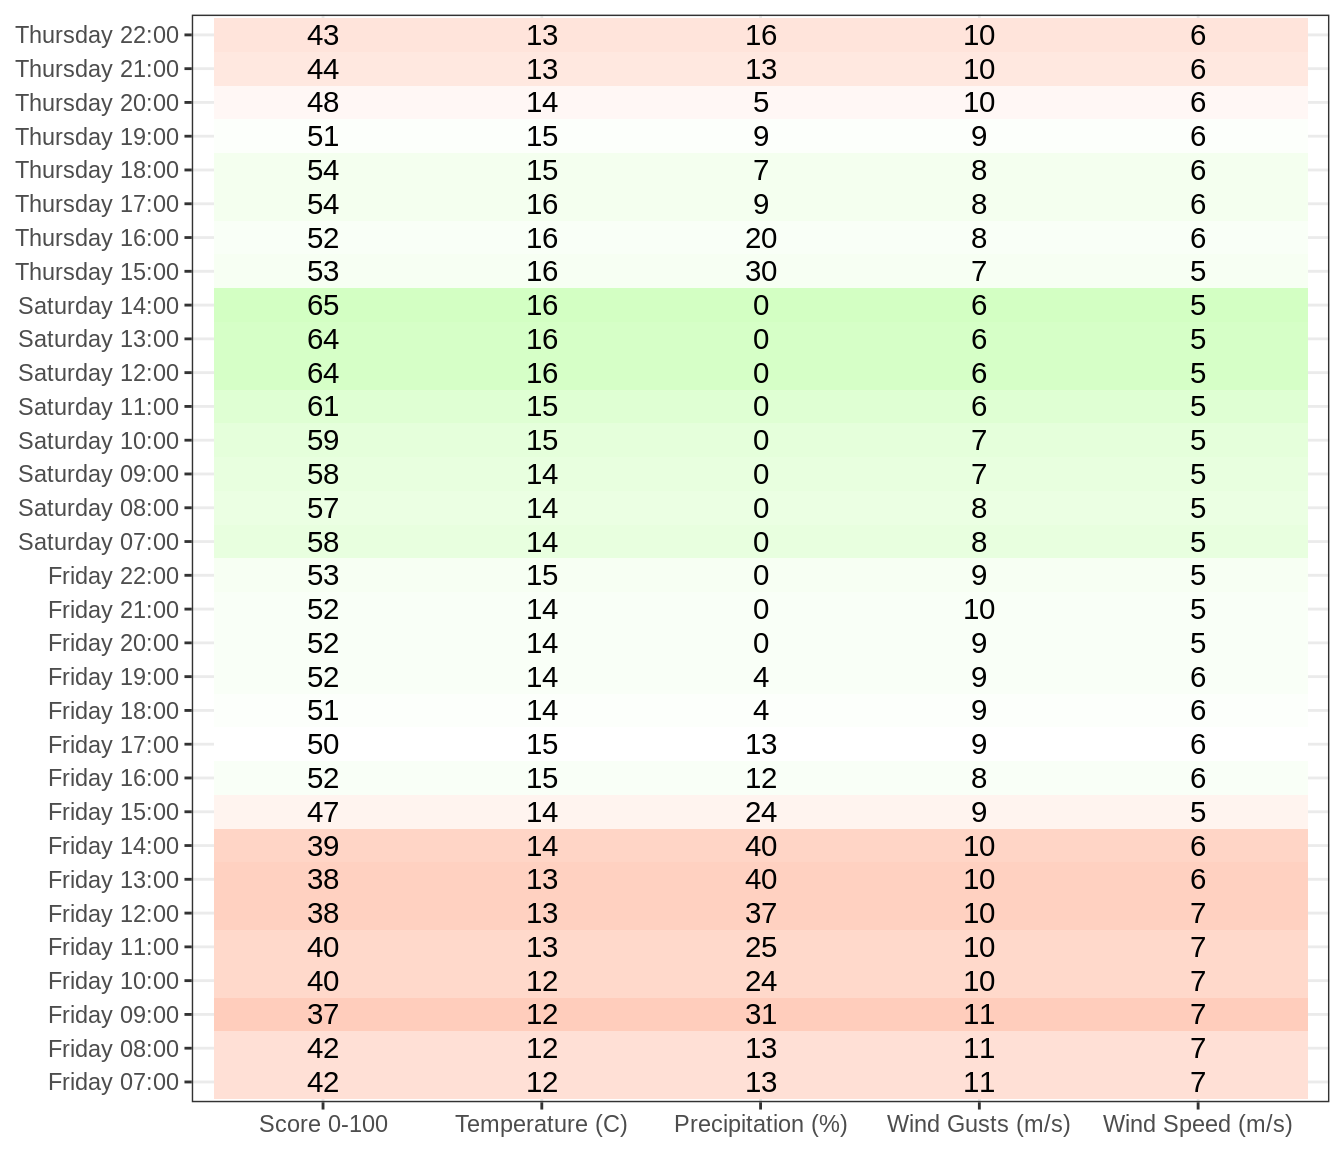 Thursday 22:00 43 13 16 10 6
Thursday 21:00 44 13 13 10 6
Thursday 20:00 48 14 5 10 6
Thursday 19:00 51 15 9 9 6
Thursday 18:00 54 15 7 8 6
Thursday 17:00 54 16 9 8 6
Thursday 16:00 52 16 20 8 6
Thursday 15:00 53 16 30 7 5
Saturday 14:00 65 16 0 6 5
Saturday 13:00 64 16 0 6 5
Saturday 12:00 64 16 0 6 5
Saturday 11:00 61 15 0 6 5
Saturday 10:00 59 15 0 7 5
Saturday 09:00 58 14 0 7 5
Saturday 08:00 57 14 0 8 5
Saturday 07:00 58 14 0 8 5
Friday 22:00 53 15 0 9 5
Friday 21:00 52 14 0 10 5
Friday 20:00 52 14 0 9 5
Friday 19:00 52 14 4 9 6
Friday 18:00 51 14 4 9 6
Friday 17:00 50 15 13 9 6
Friday 16:00 52 15 12 8 6
Friday 15:00 47 14 24 9 5
Friday 14:00 39 14 40 10 6
Friday 13:00 38 13 40 10 6
Friday 12:00 38 13 37 10 7
Friday 11:00 40 13 25 10 7
Friday 10:00 40 12 24 10 7
Friday 09:00 37 12 31 11 7
Friday 08:00 42 12 13 11 7
Friday 07:00 42 12 13 11 7
Score 0-100 Temperature (C) Precipitation (%) Wind Gusts (m/s) Wind Speed (m/s)